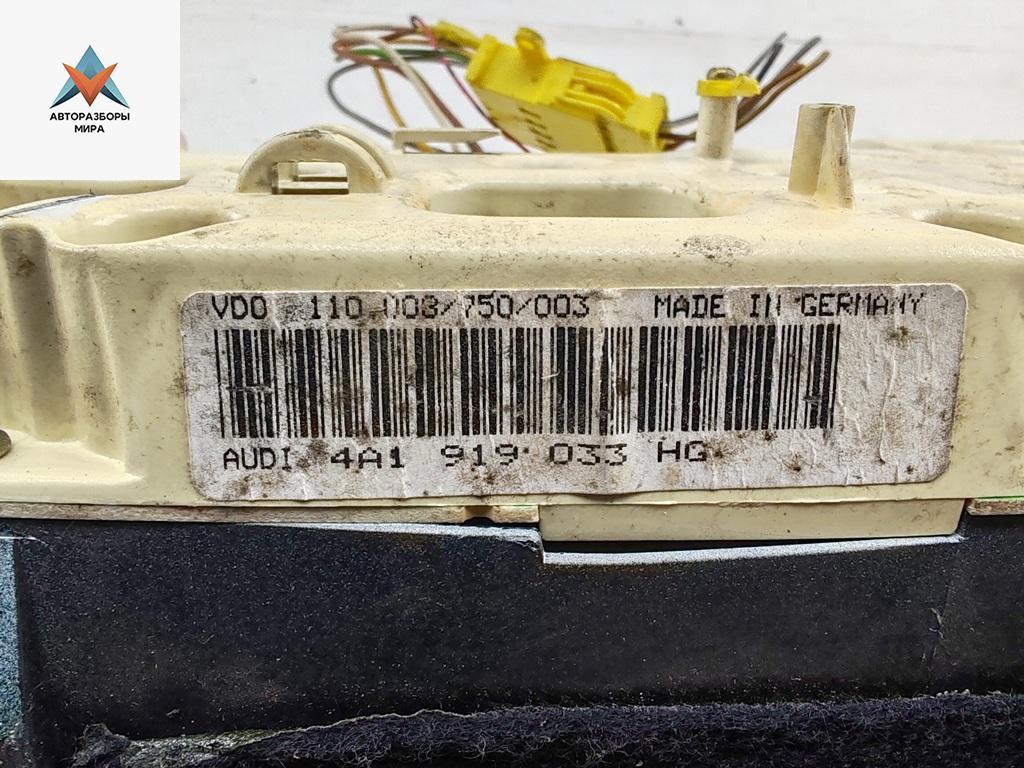 АВТОРАЗБОРЫ
МИРА
VDO 110 008/750/003 MADE IN GERMANY
AUDI 4A1 919 033 HG